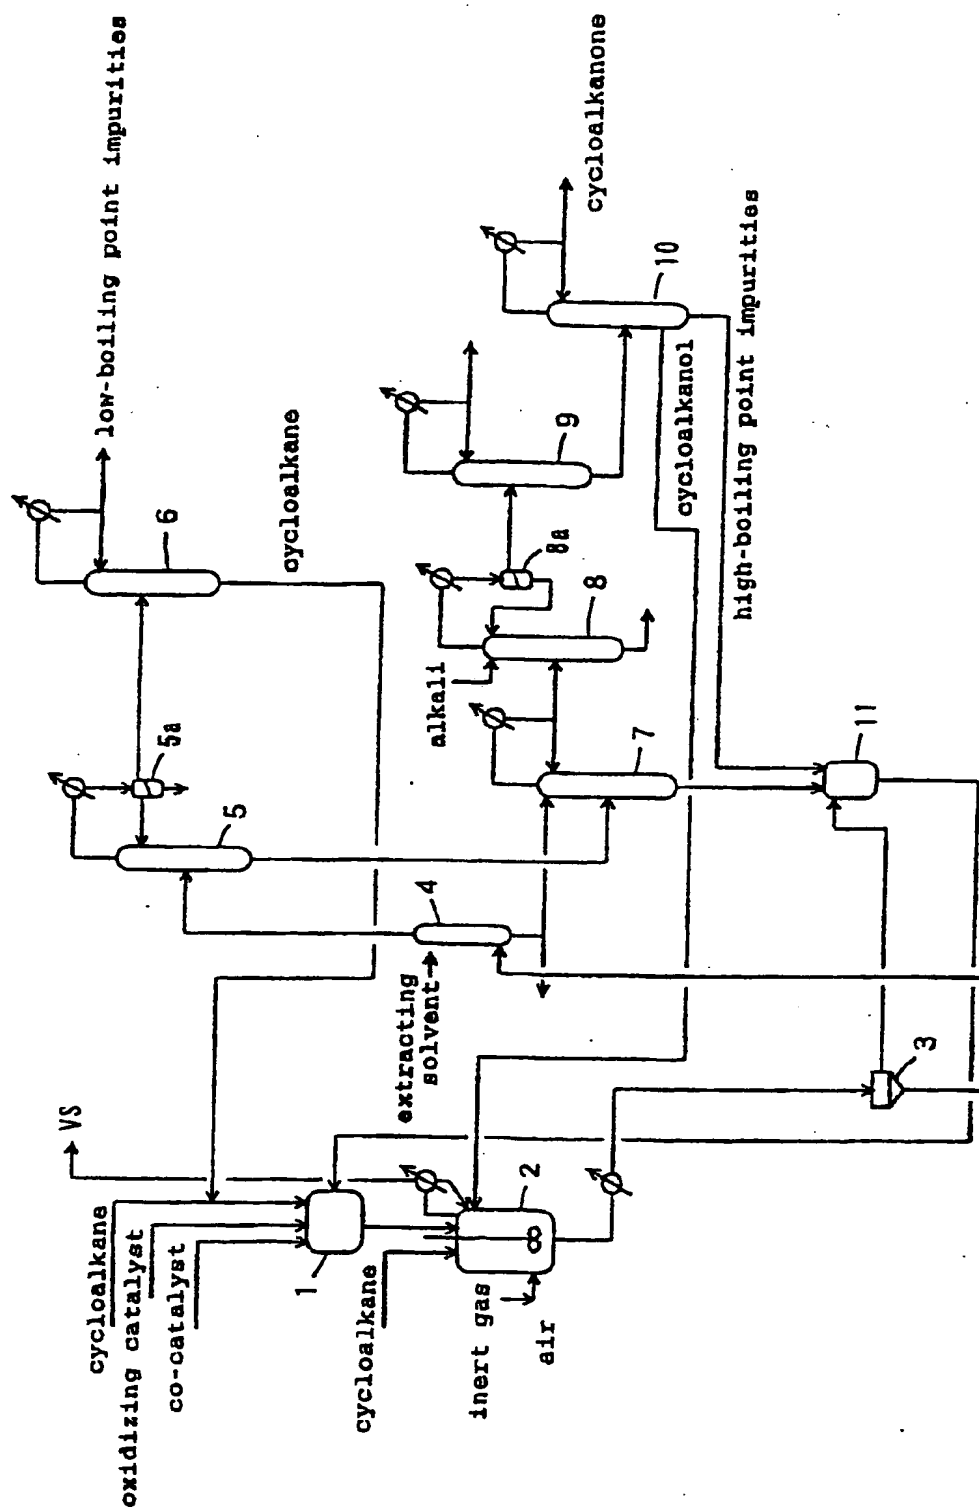 low-boiling point impurities
6
cycloalkane
5a
5
VS
cycloalkane
oxidizing catalyst
co-catalyst
1
extracting
solvent
4
cycloalkane
2
inert gas
air
3
alkali
7
8
8a
9
10
cycloalkanone
cycloalkanol
high-boiling point impurities
11